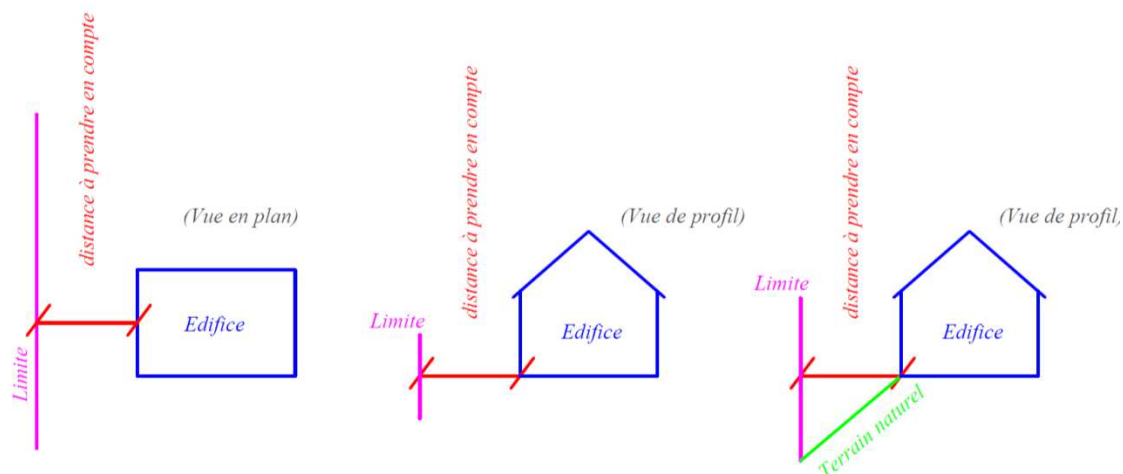 distance à prendre en compte
(Vue en plan)
Edifice
Limite
distance à prendre en compte
(Vue de profil)
Limite
Edifice
distance à prendre en compte
(Vue de profil,
Limite
Edifice
Terrain naturel